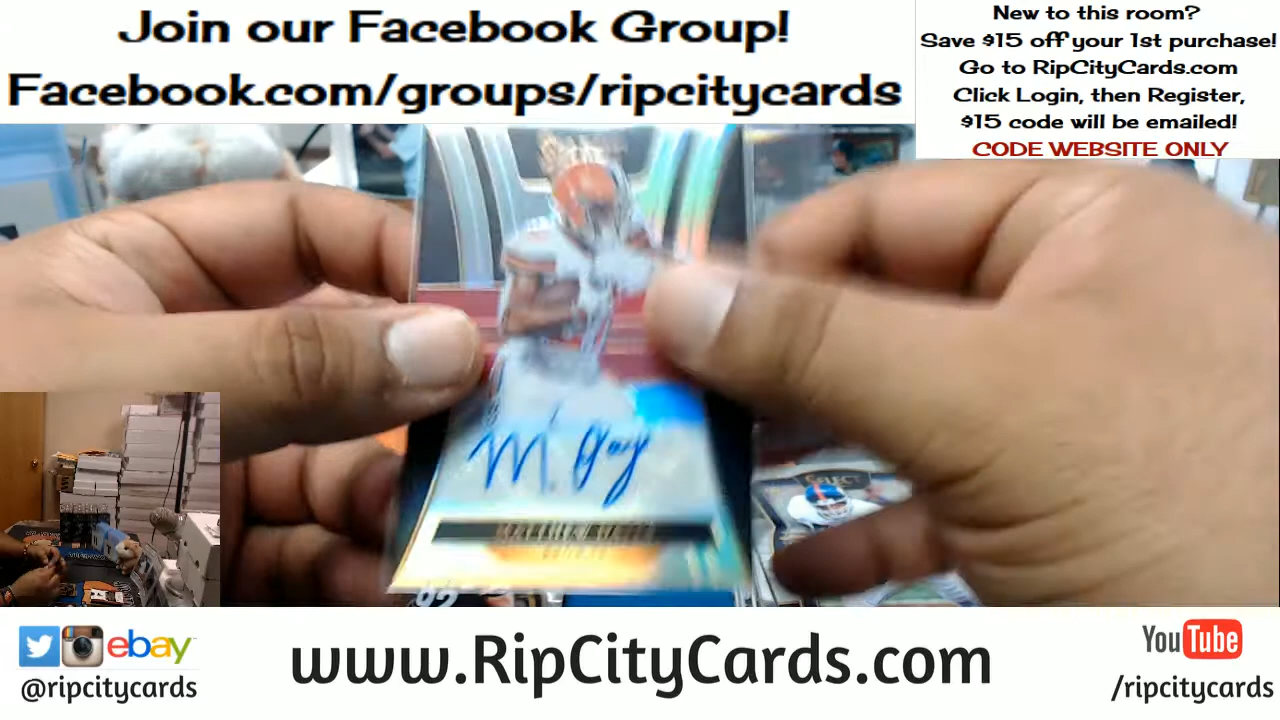 Join our Facebook Group!
Facebook.com/groups/ripcitycards
New to this room?
Save $15 off your 1st purchase!
Go to RipCityCards.com
Click Login, then Register,
$15 code will be emailed!
CODE WEBSITE ONLY
SELECT
ebay
@ripcitycards
www.RipCityCards.com
YouTube
/ripcitycards